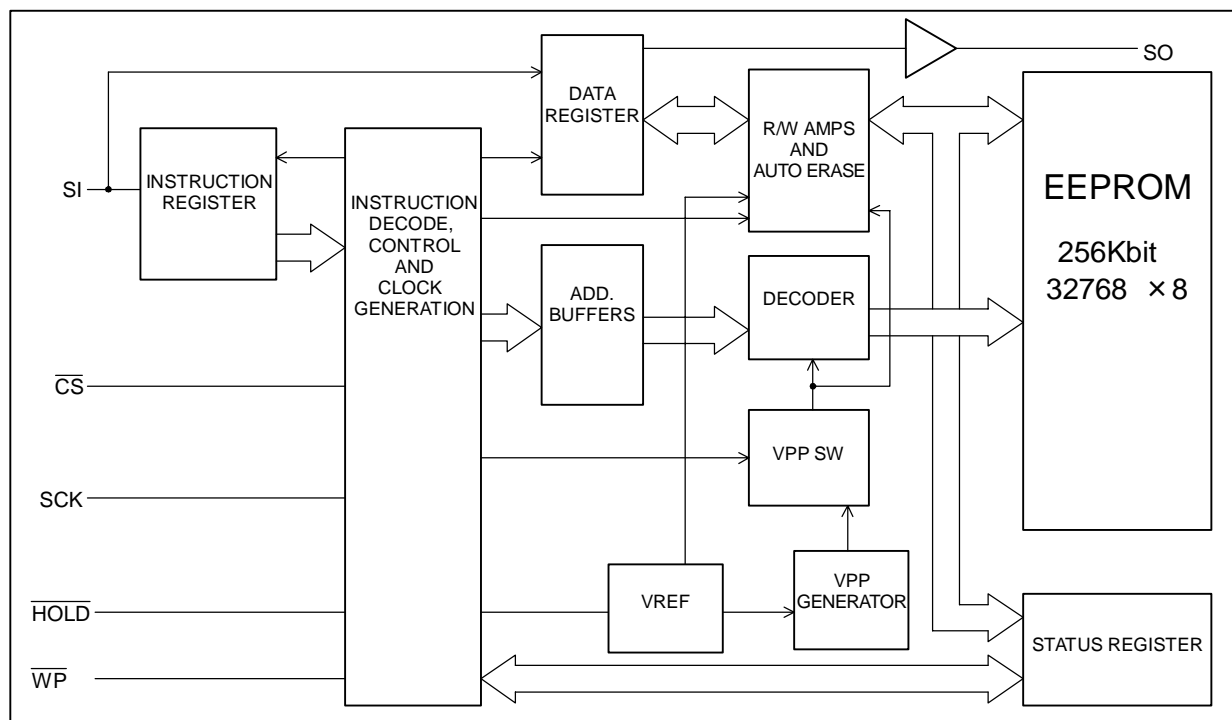 SO
DATA
REGISTER
R/W AMPS
AND
AUTO ERASE
EEPROM
256Kbit
32768 ×8
SI
INSTRUCTION
REGISTER
INSTRUCTION
DECODE,
CONTROL
AND
CLOCK
GENERATION
ADD.
BUFFERS
DECODER
CS
VPP SW
SCK
HOLD
VREF
VPP
GENERATOR
STATUS REGISTER
WP